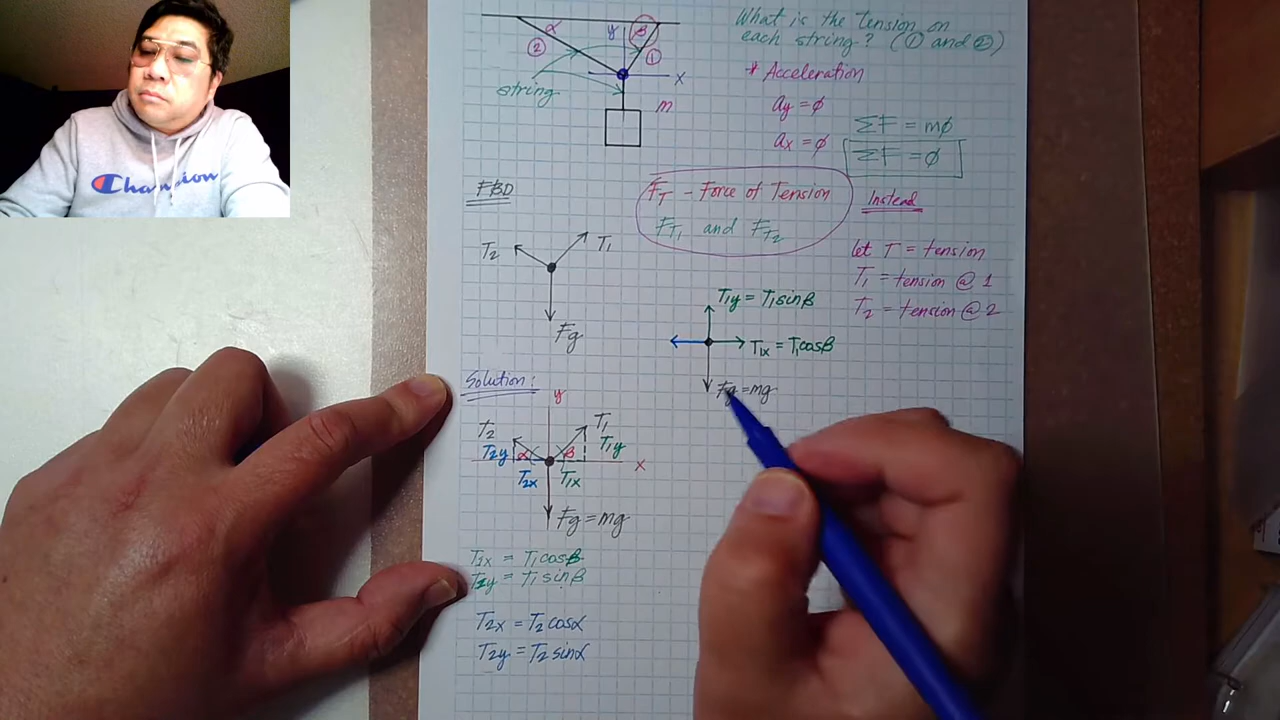 Champion
α
y
β
②
①
x
string
m
What is the tension on
each string? (① and ②)
* Acceleration
ay = ø
ax = ø
ΣF = mø
ΣF = ø
FBD
T2
T1
Fg
FT - Force of Tension
FT1 and FT2
Instead
let T = tension
T1 = tension @ 1
T2 = tension @ 2
T1y = T1 sinβ
T1x = T1 cosβ
Fg = mg
Solution:
y
T2
T1
T2y
α
β
T1y
x
T2x
T1x
Fg = mg
T1x = T1 cosβ
T1y = T1 sinβ
T2x = T2 cosα
T2y = T2 sinα